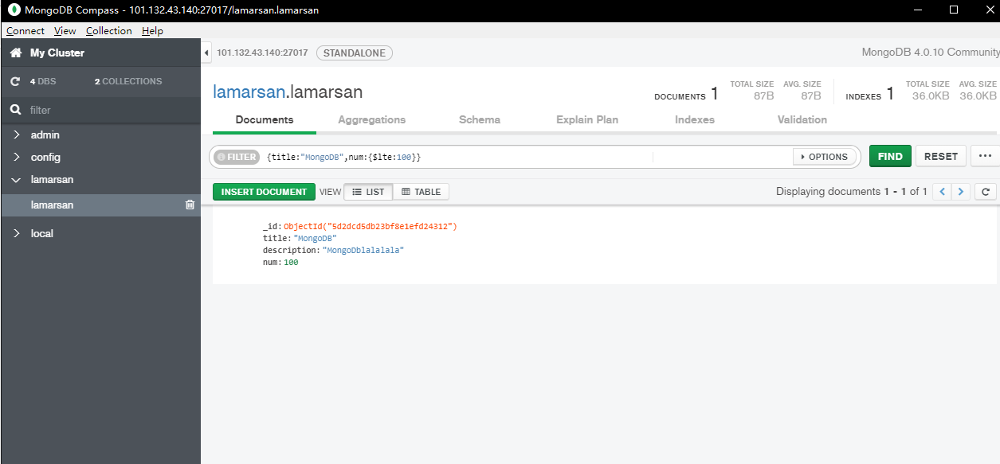 MongoDB Compass - 101.132.43.140:27017/lamarsan.lamarsan
Connect View Collection Help
My Cluster
101.132.43.140:27017 STANDALONE
MongoDB 4.0.10 Community
4 DBS 2 COLLECTIONS
filter
admin
config
lamarsan
lamarsan
local
lamarsan.lamarsan
DOCUMENTS 1 TOTAL SIZE 87B AVG. SIZE 87B INDEXES 1 TOTAL SIZE 36.0KB AVG. SIZE 36.0KB
Documents Aggregations Schema Explain Plan Indexes Validation
FILTER {title:"MongoDB",num:{$lte:100}} OPTIONS FIND RESET ...
INSERT DOCUMENT VIEW LIST TABLE Displaying documents 1 - 1 of 1
_id:ObjectId("5d2dcd5db23bf8e1efd24312")
title:"MongoDB"
description:"MongoDblalalala"
num:100